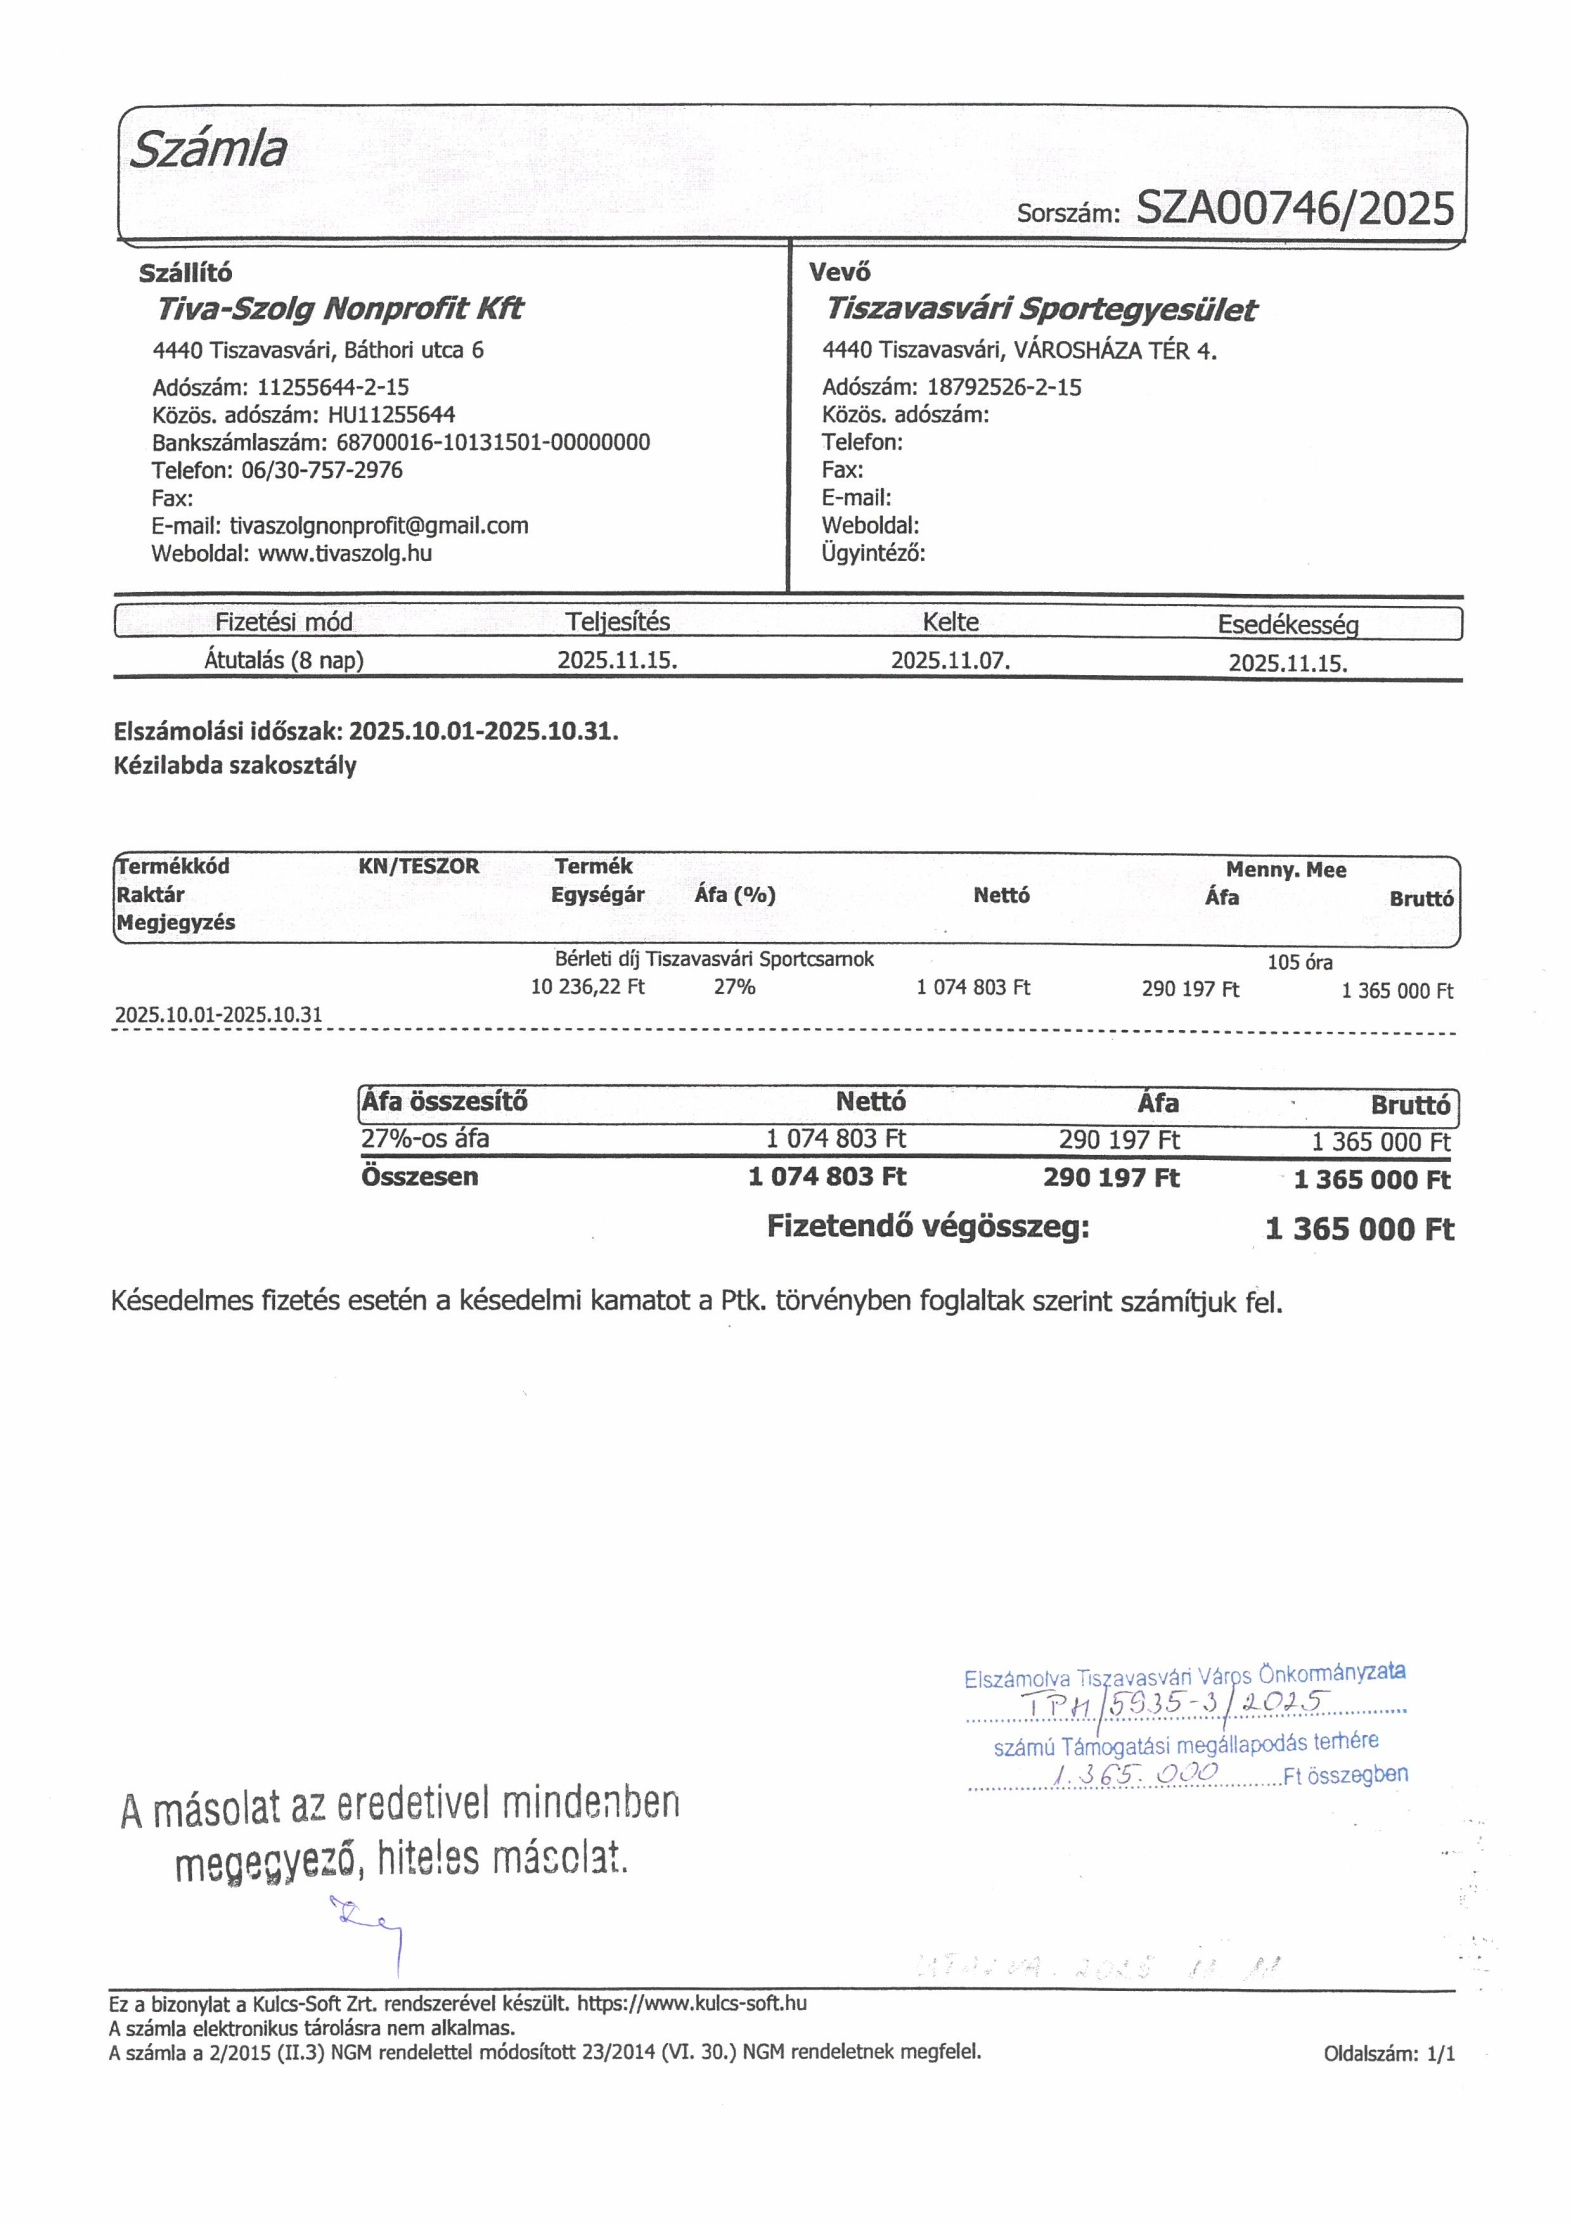 Számla
Sorszám: SZA00746/2025
Szállító
Tiva-Szolg Nonprofit Kft
4440 Tiszavasvári, Báthori utca 6
Adószám: 11255644-2-15
Közös. adószám: HU11255644
Bankszámlaszám: 68700016-10131501-00000000
Telefon: 06/30-757-2976
Fax:
E-mail: tivaszolgnonprofit@gmail.com
Weboldal: www.tivaszolg.hu
Vevő
Tiszavasvári Sportegyesület
4440 Tiszavasvári, VÁROSHÁZA TÉR 4.
Adószám: 18792526-2-15
Közös. adószám:
Telefon:
Fax:
E-mail:
Weboldal:
Ügyintéző:
Fizetési mód Teljesítés Kelte Esedékesség
Átutalás (8 nap) 2025.11.15. 2025.11.07. 2025.11.15.
Elszámolási időszak: 2025.10.01-2025.10.31.
Kézilabda szakosztály
Termékkód KN/TESZOR Termék Menny. Mee
Raktár Egységár Áfa (%) Nettó Áfa Bruttó
Megjegyzés
Bérleti díj Tiszavasvári Sportcsarnok 105 óra
10 236,22 Ft 27% 1 074 803 Ft 290 197 Ft 1 365 000 Ft
2025.10.01-2025.10.31
Áfa összesítő Nettó Áfa Bruttó
27%-os áfa 1 074 803 Ft 290 197 Ft 1 365 000 Ft
Összesen 1 074 803 Ft 290 197 Ft 1 365 000 Ft
Fizetendő végösszeg: 1 365 000 Ft
Késedelmes fizetés esetén a késedelmi kamatot a Ptk. törvényben foglaltak szerint számítjuk fel.
Elszámolva Tiszavasvári Város Önkormányzata
TPH/5935-3/2025
számú Támogatási megállapodás terhére
1.365.000 Ft összegben
A másolat az eredetivel mindenben
megegyező, hiteles másolat.
UTALVA. 2025 11 11
Ez a bizonylat a Kulcs-Soft Zrt. rendszerével készült. https://www.kulcs-soft.hu
A számla elektronikus tárolásra nem alkalmas.
A számla a 2/2015 (II.3) NGM rendelettel módosított 23/2014 (VI. 30.) NGM rendeletnek megfelel.
Oldalszám: 1/1